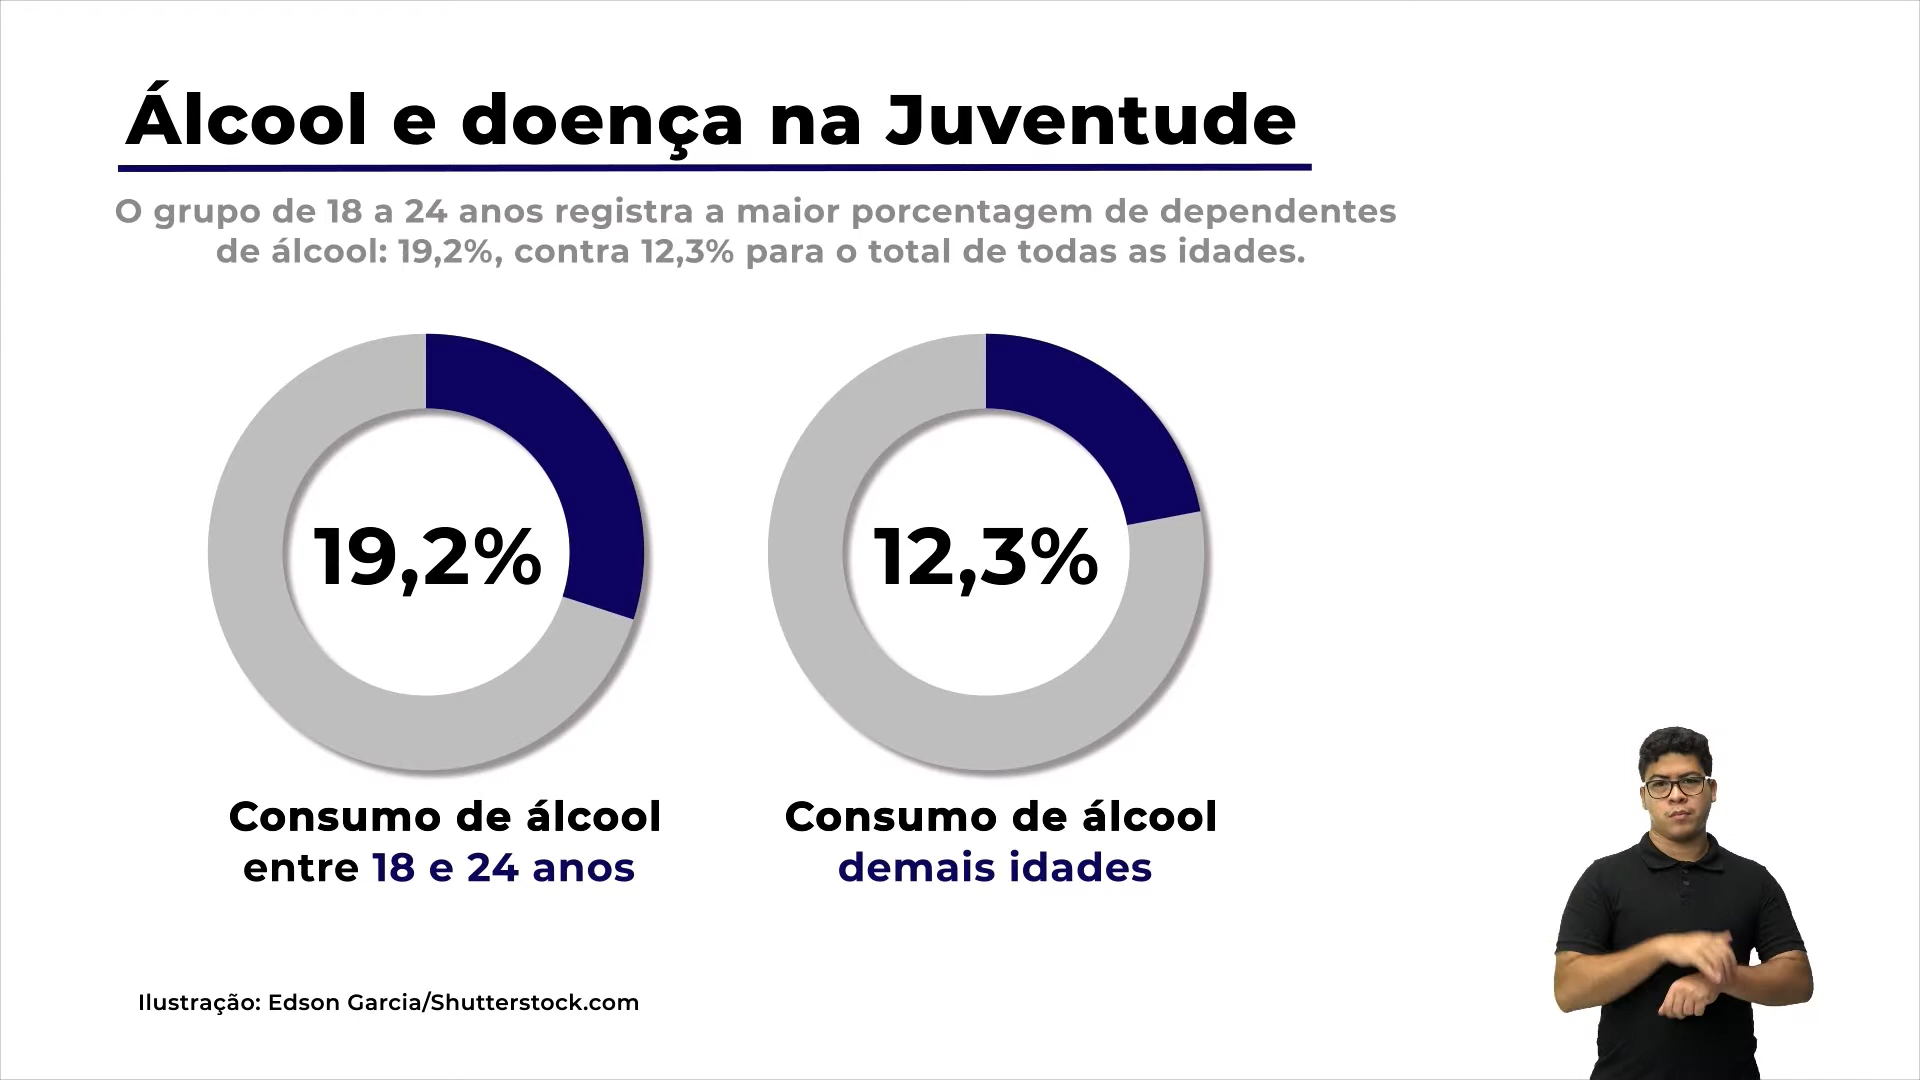 Álcool e doença na Juventude
O grupo de 18 a 24 anos registra a maior porcentagem de dependentes
de álcool: 19,2%, contra 12,3% para o total de todas as idades.
19,2%
12,3%
Consumo de álcool
entre 18 e 24 anos
Consumo de álcool
demais idades
Ilustração: Edson Garcia/Shutterstock.com